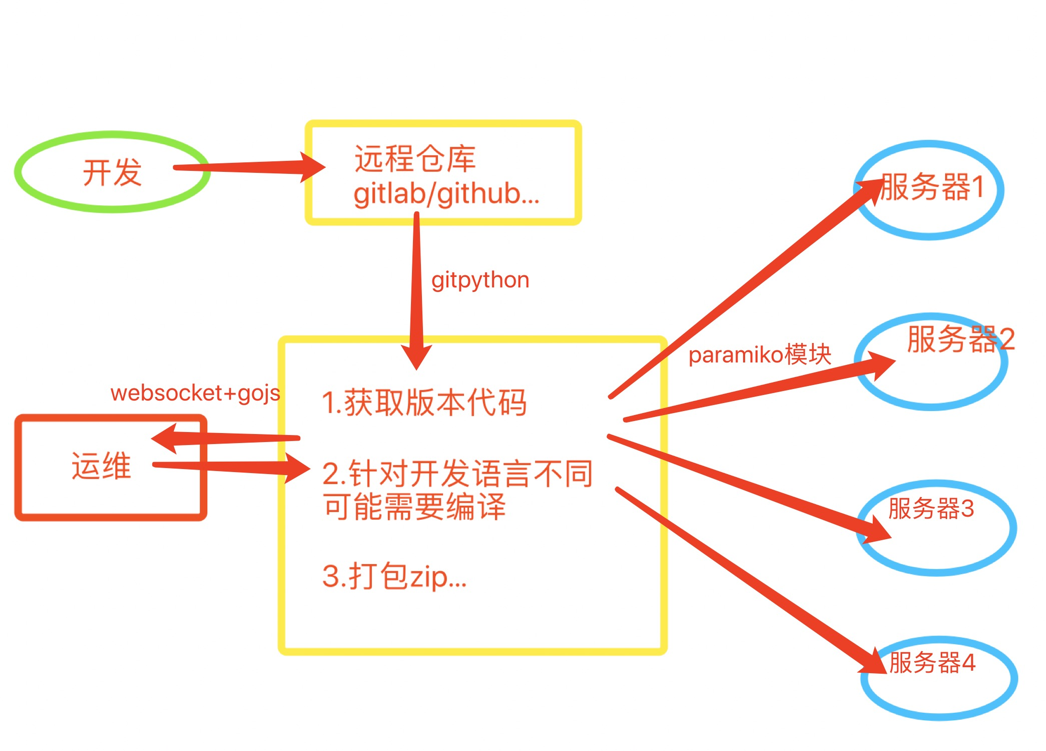 开发
远程仓库
gitlab/github...
服务器1
gitpython
服务器2
paramiko模块
websocket+gojs
1.获取版本代码
运维
2.针对开发语言不同
可能需要编译
服务器3
3.打包zip...
服务器4